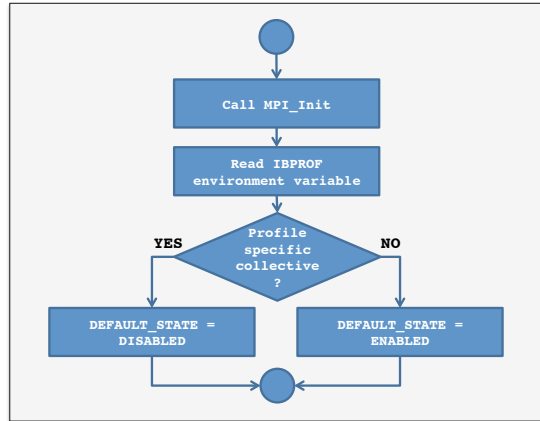 Call MPI_Init
Read IBPROF
environment variable
YES
Profile
specific
collective
?
NO
DEFAULT_STATE =
DISABLED
DEFAULT_STATE =
ENABLED